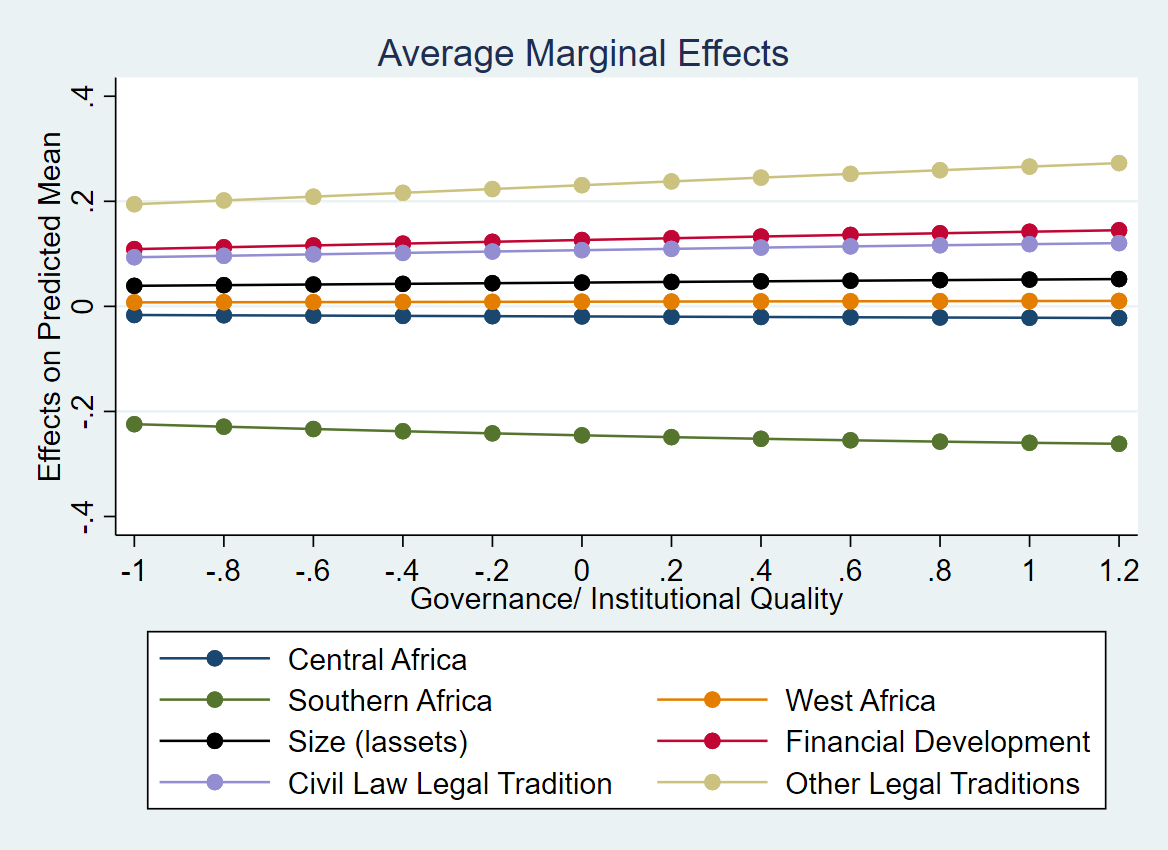 Average Marginal Effects
Effects on Predicted Mean
.4
.2
0
-.2
-.4
-1 -.8 -.6 -.4 -.2 0 .2 .4 .6 .8 1 1.2
Governance/ Institutional Quality
Central Africa
Southern Africa West Africa
Size (lassets) Financial Development
Civil Law Legal Tradition Other Legal Traditions